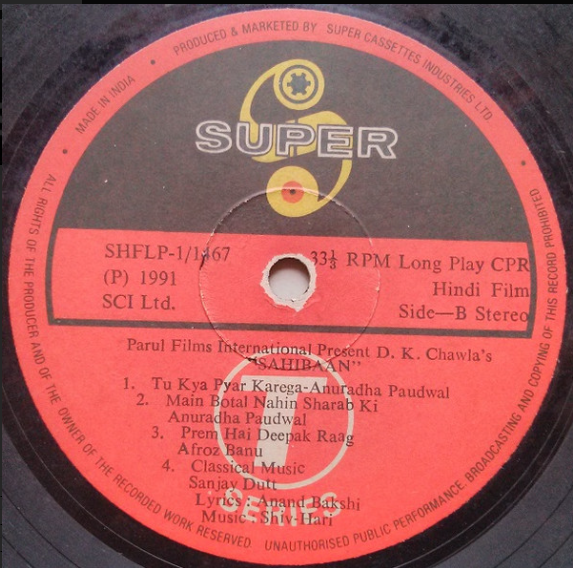 MADE IN INDIA • PRODUCED & MARKETED BY SUPER CASSETTES INDUSTRIES LTD •
SUPER
SHFLP-1/1467
33⅓ RPM Long Play CPR
(P) 1991
Hindi Film
SCI Ltd.
Side—B Stereo
Parul Films International Present D. K. Chawla's
"SAHIBAAN"
1. Tu Kya Pyar Karega-Anuradha Paudwal
2. Main Botal Nahin Sharab Ki
Anuradha Paudwal
3. Prem Hai Deepak Raag
Afroz Banu
4. Classical Music
Sanjay Dutt
Lyrics : Anand Bakshi
Music : Shiv-Hari
T
SERIES
ALL RIGHTS OF THE PRODUCER AND OF THE OWNER OF THE RECORDED WORK RESERVED UNAUTHORISED PUBLIC PERFORMANCE, BROADCASTING AND COPYING OF THIS RECORD PROHIBITED